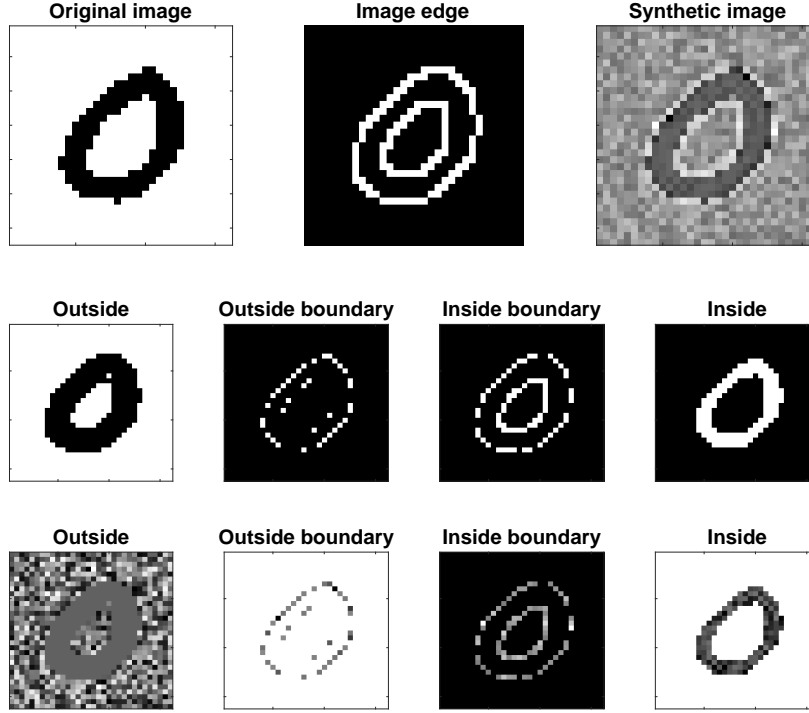 Original image
Image edge
Synthetic image
Outside
Outside boundary
Inside boundary
Inside
Outside
Outside boundary
Inside boundary
Inside